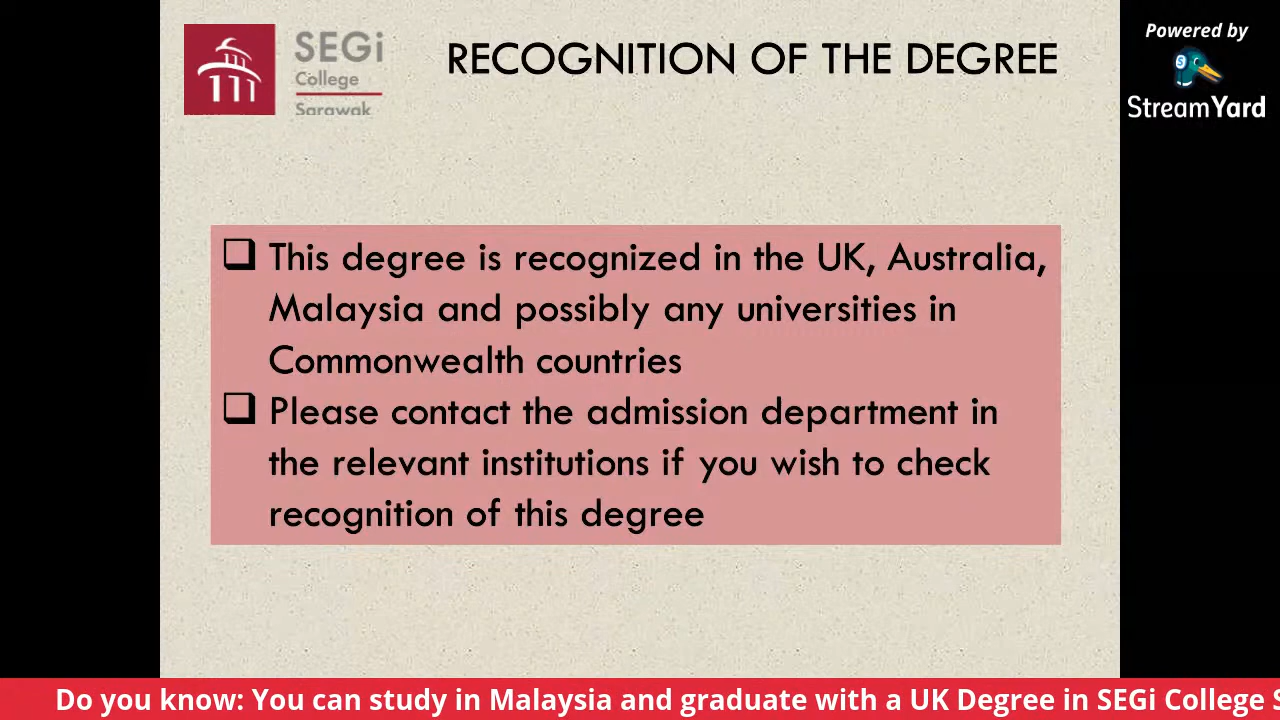 SEGi
College
Sarawak
RECOGNITION OF THE DEGREE
Powered by
StreamYard
❑ This degree is recognized in the UK, Australia,
Malaysia and possibly any universities in
Commonwealth countries
❑ Please contact the admission department in
the relevant institutions if you wish to check
recognition of this degree
Do you know: You can study in Malaysia and graduate with a UK Degree in SEGi College